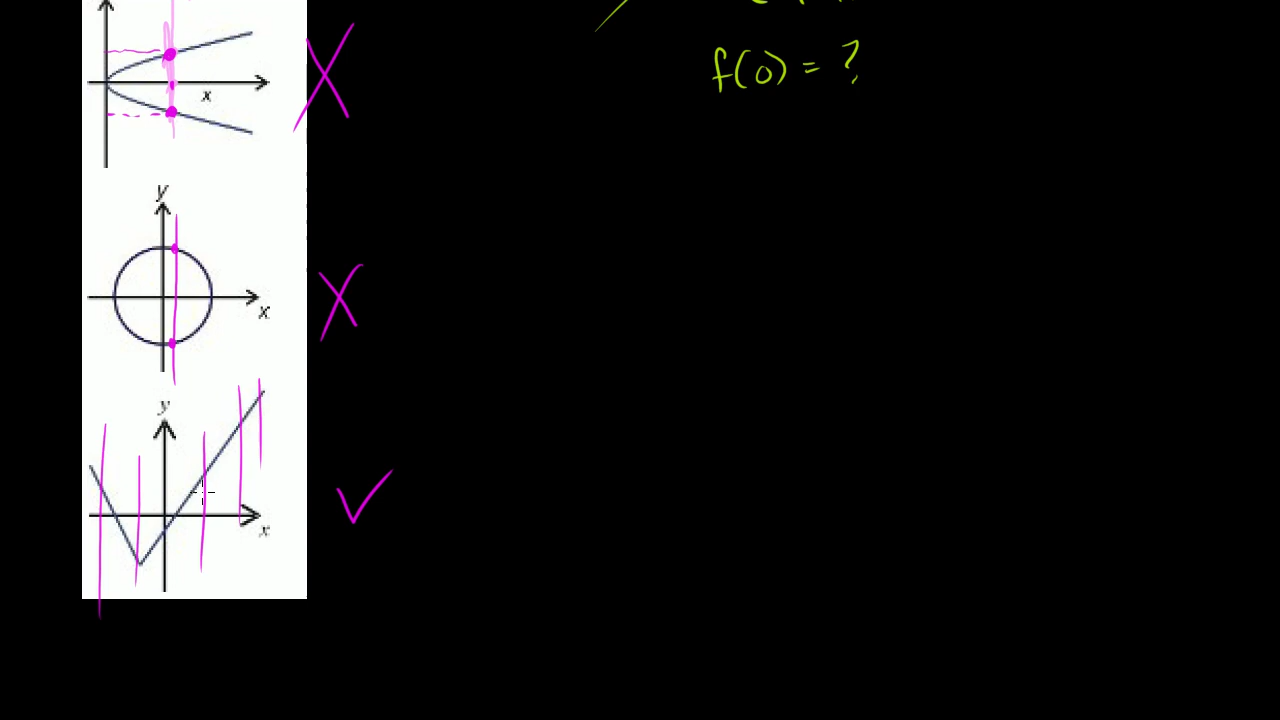 f(0) = ?
x
y
x
y
x